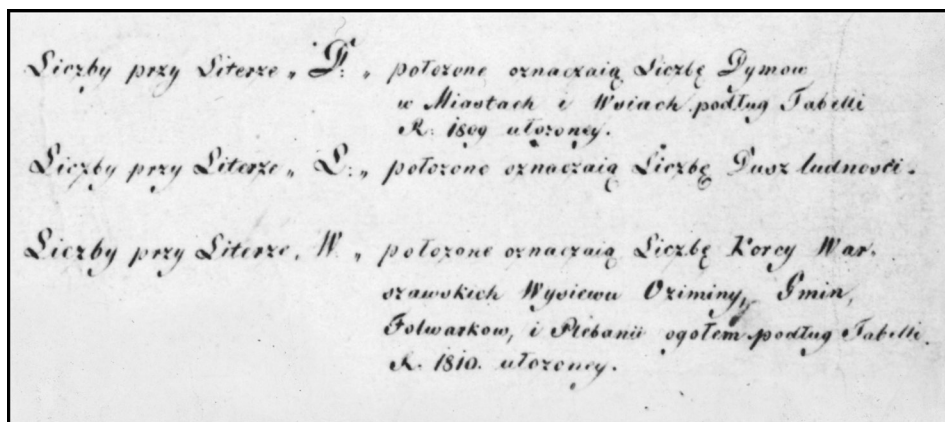 Liczby przy Literze „ D: „ położone oznaczaią Liczbę Dymow
w Miastach i Wsiach podług Tabelli
R. 1809 ułozoney.
Liczby przy Literze „ L: „ położone oznaczaią Liczbę Dusz ludności.
Liczby przy Literze „ W. „ położone oznaczaią Liczbę Korcy War-
szawskich Wysiewu Oziminy, Gmin,
Folwarkow, i Plebanii ogołem podług Tabelli
R. 1810. ułozoney.